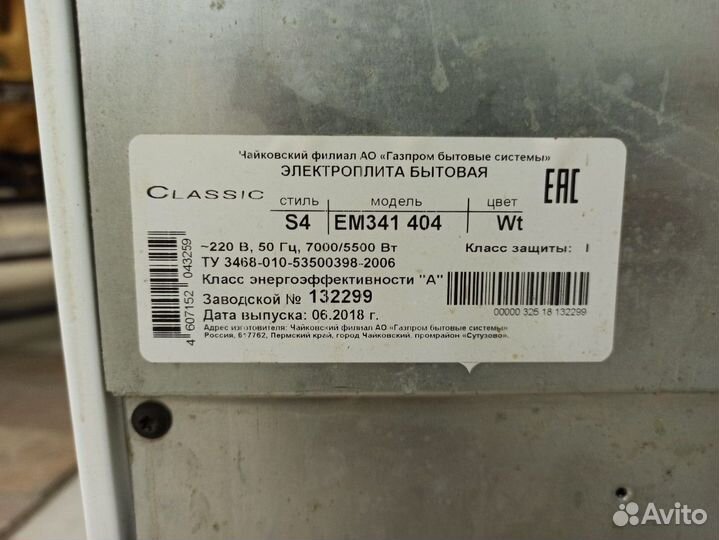 Чайковский филиал АО «Газпром бытовые системы»
ЭЛЕКТРОПЛИТА БЫТОВАЯ
EAC
CLASSIC
стиль модель цвет
S4 EM341 404 Wt
~220 В, 50 Гц, 7000/5500 Вт Класс защиты: I
ТУ 3468-010-53500398-2006
Класс энергоэффективности "А"
Заводской № 132299
Дата выпуска: 06.2018 г.
00000 325 18 132299
4 607152 043259
Адрес изготовителя: Чайковский филиал АО «Газпром бытовые системы»
Россия, 617762, Пермский край, город Чайковский, промрайон «Сутузово».
Avito